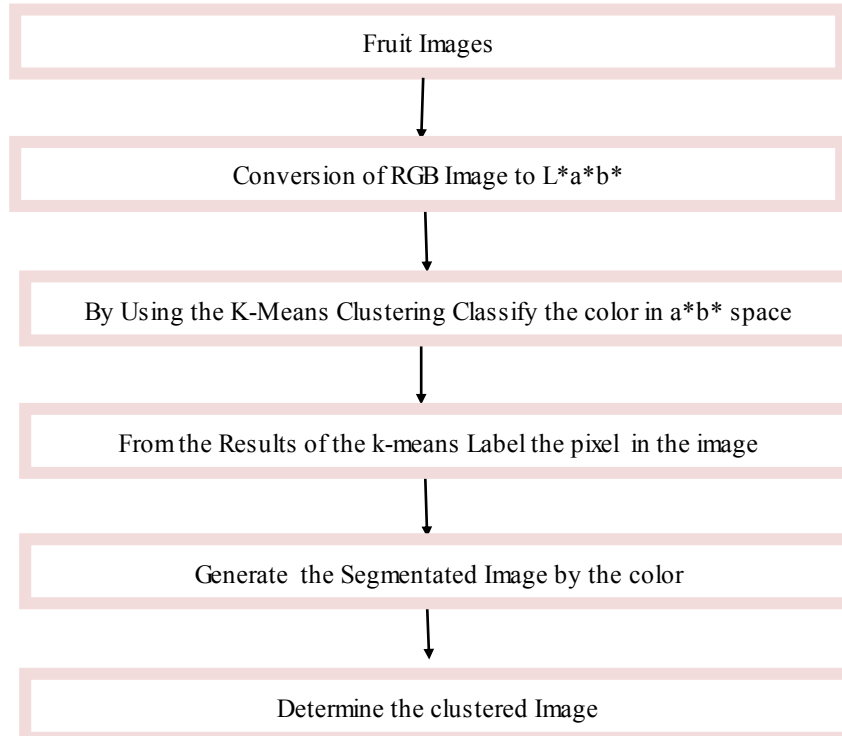 Fruit Images
Conversion of RGB Image to L*a*b*
By Using the K-Means Clustering Classify the color in a*b* space
From the Results of the k-means Label the pixel in the image
Generate the Segmentated Image by the color
Determine the clustered Image